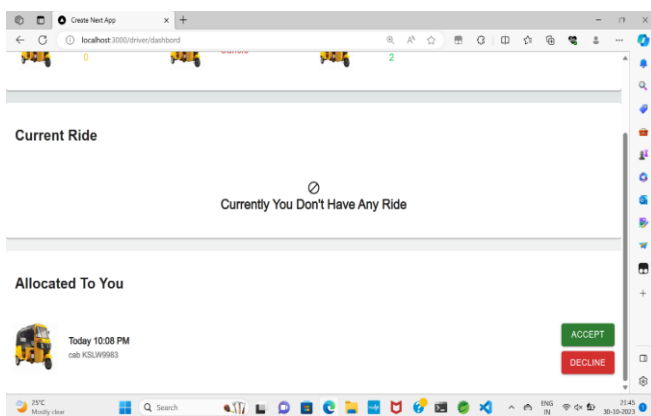 Create Next App
localhost:3000/driver/dashbord
0
2
Current Ride
Currently You Don't Have Any Ride
Allocated To You
Today 10:08 PM
cab KSLW9983
ACCEPT
DECLINE
25°C
Mostly clear
Search
ENG
IN
21:45
30-10-2023